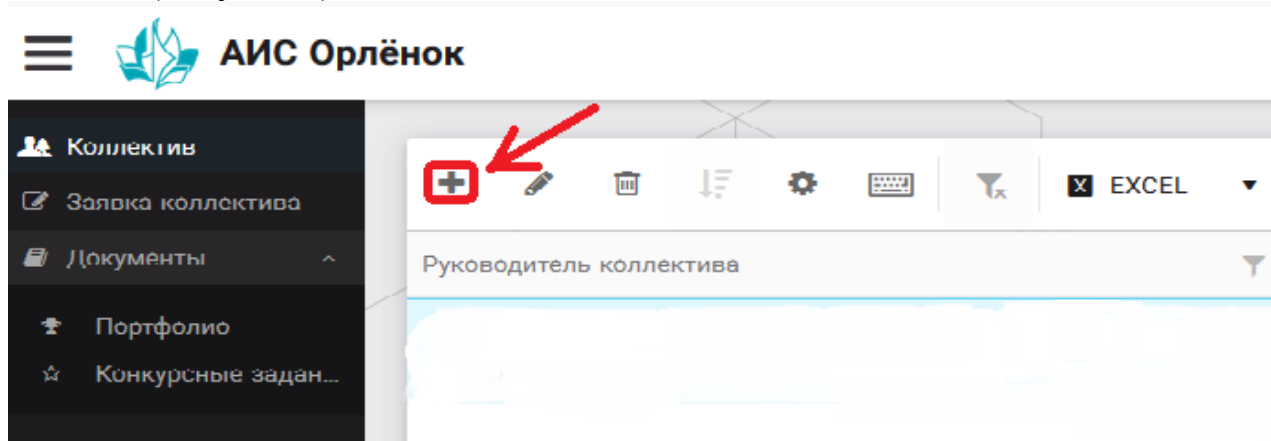 АИС Орлёнок
Коллектив
Заявка коллектива
Документы
Портфолио
Конкурсные задан...
EXCEL
Руководитель коллектива